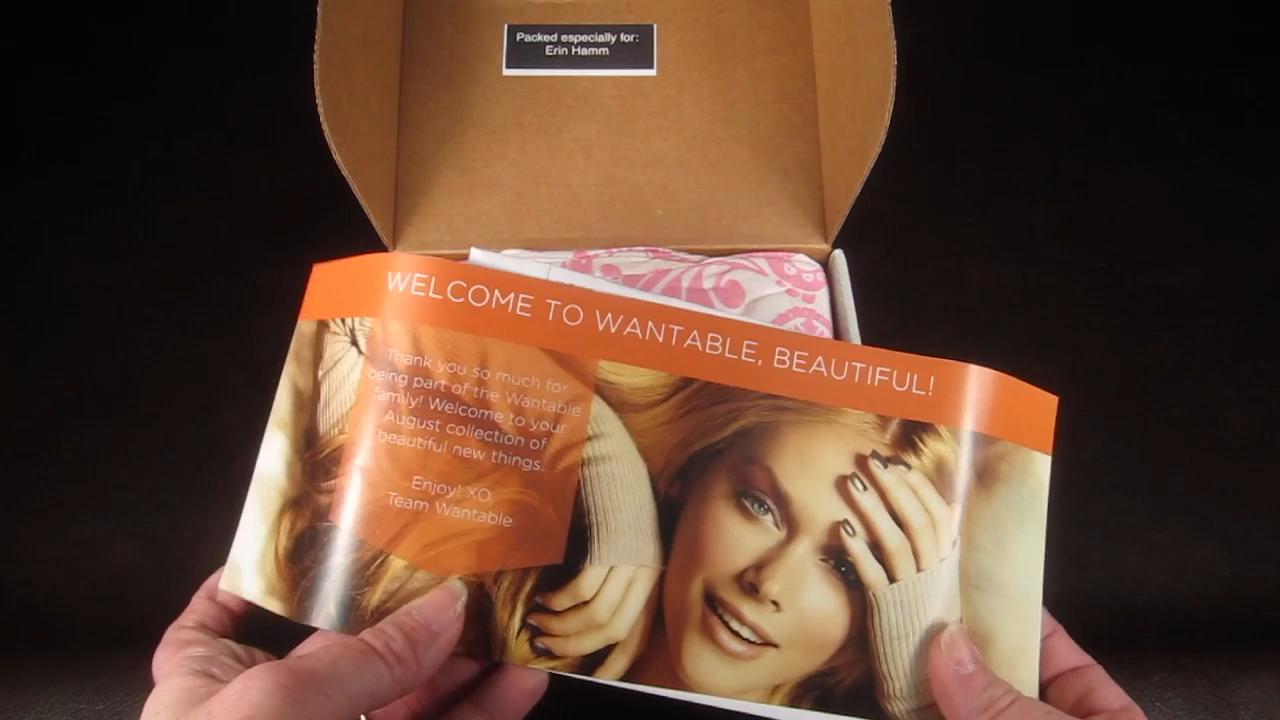 Packed especially for:
Erin Hamm
WELCOME TO WANTABLE, BEAUTIFUL!
Thank you so much for
being part of the Wantable
family! Welcome to your
August collection of
beautiful new things.
Enjoy! XO,
Team Wantable